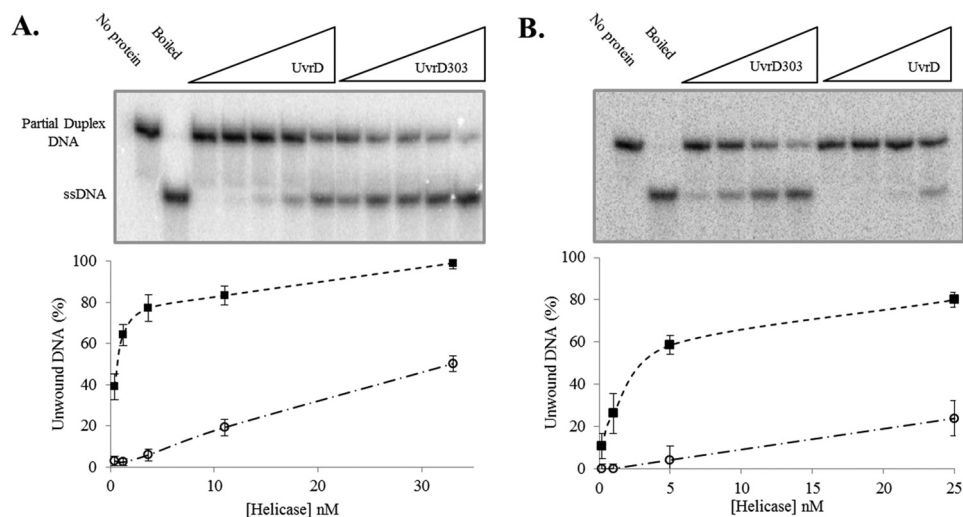 A.
No protein
Boiled
UvrD
UvrD303
Partial Duplex
DNA
ssDNA
100
80
60
40
20
0
Unwound DNA (%)
0 10 20 30
[Helicase] nM
B.
No protein
Boiled
UvrD303
UvrD
100
80
60
40
20
0
Unwound DNA (%)
0 5 10 15 20 25
[Helicase] nM